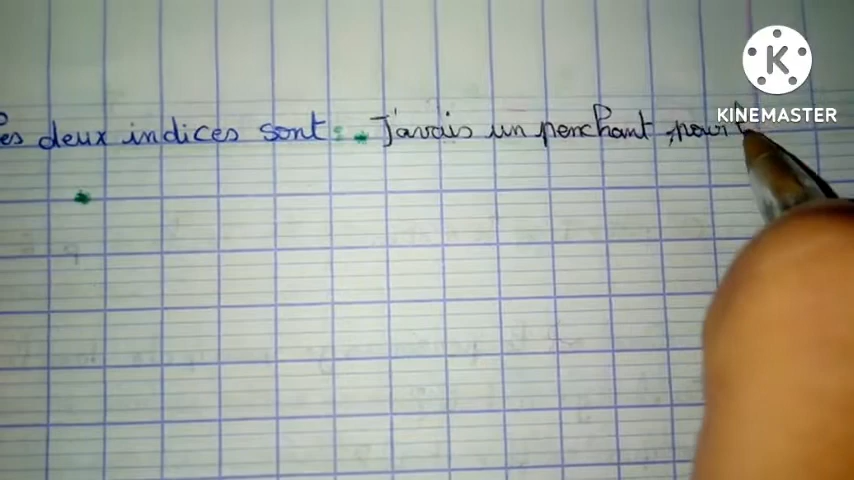 es deux indices sont : . J'avais un penchant pour
K
KINEMASTER